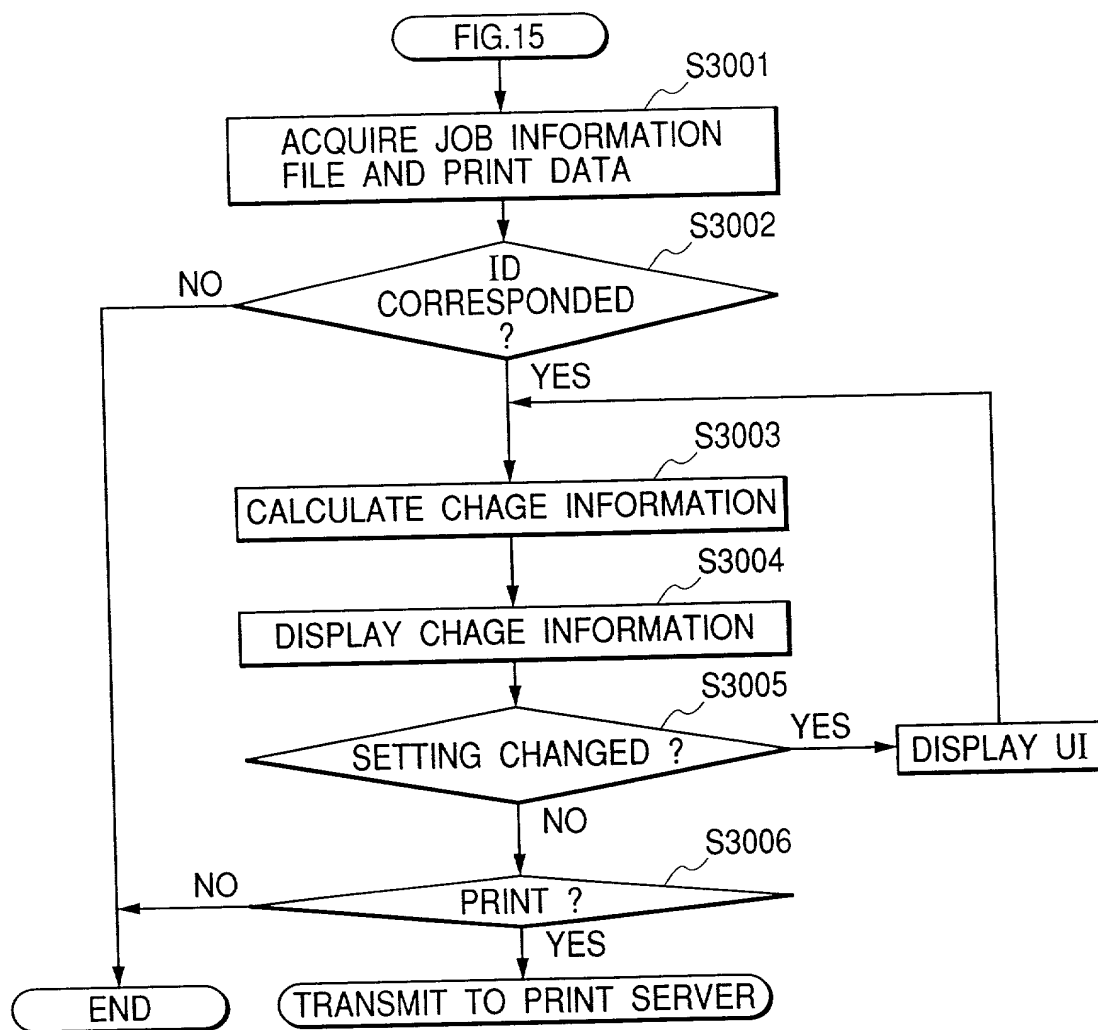 FIG.15
S3001
ACQUIRE JOB INFORMATION
FILE AND PRINT DATA
S3002
NO
ID
CORRESPONDED
?
YES
S3003
CALCULATE CHAGE INFORMATION
S3004
DISPLAY CHAGE INFORMATION
S3005
SETTING CHANGED ?
YES
DISPLAY UI
NO
S3006
NO
PRINT ?
YES
END
TRANSMIT TO PRINT SERVER